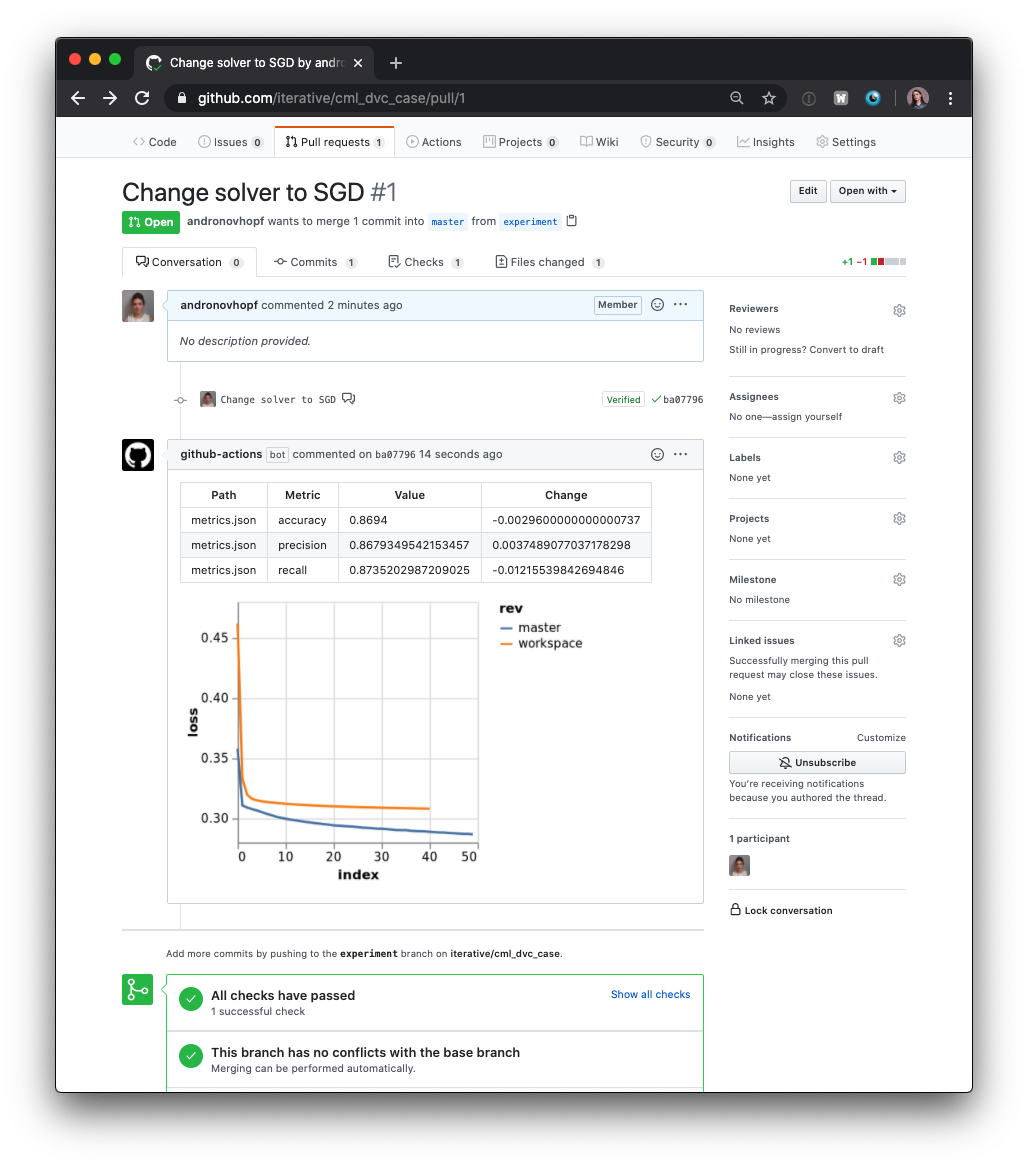 Change solver to SGD by andro
github.com/iterative/cml_dvc_case/pull/1
W
Code
Issues 0
Pull requests 1
Actions
Projects 0
Wiki
Security 0
Insights
Settings
Change solver to SGD #1
Edit
Open with
Open
andronovhopf wants to merge 1 commit into master from experiment
Conversation 0
Commits 1
Checks 1
Files changed 1
+1 −1
andronovhopf commented 2 minutes ago
Member
No description provided.
Change solver to SGD
Verified
ba07796
github-actions bot commented on ba07796 14 seconds ago
Path Metric Value Change
metrics.json accuracy 0.8694 -0.0029600000000000737
metrics.json precision 0.8679349542153457 0.0037489077037178298
metrics.json recall 0.8735202987209025 -0.01215539842694846
rev
master
workspace
0.45
0.40
0.35
0.30
loss
0 10 20 30 40 50
index
Reviewers
No reviews
Still in progress? Convert to draft
Assignees
No one—assign yourself
Labels
None yet
Projects
None yet
Milestone
No milestone
Linked issues
Successfully merging this pull
request may close these issues.
None yet
Notifications
Customize
Unsubscribe
You're receiving notifications
because you authored the thread.
1 participant
Lock conversation
Add more commits by pushing to the experiment branch on iterative/cml_dvc_case.
All checks have passed
Show all checks
1 successful check
This branch has no conflicts with the base branch
Merging can be performed automatically.